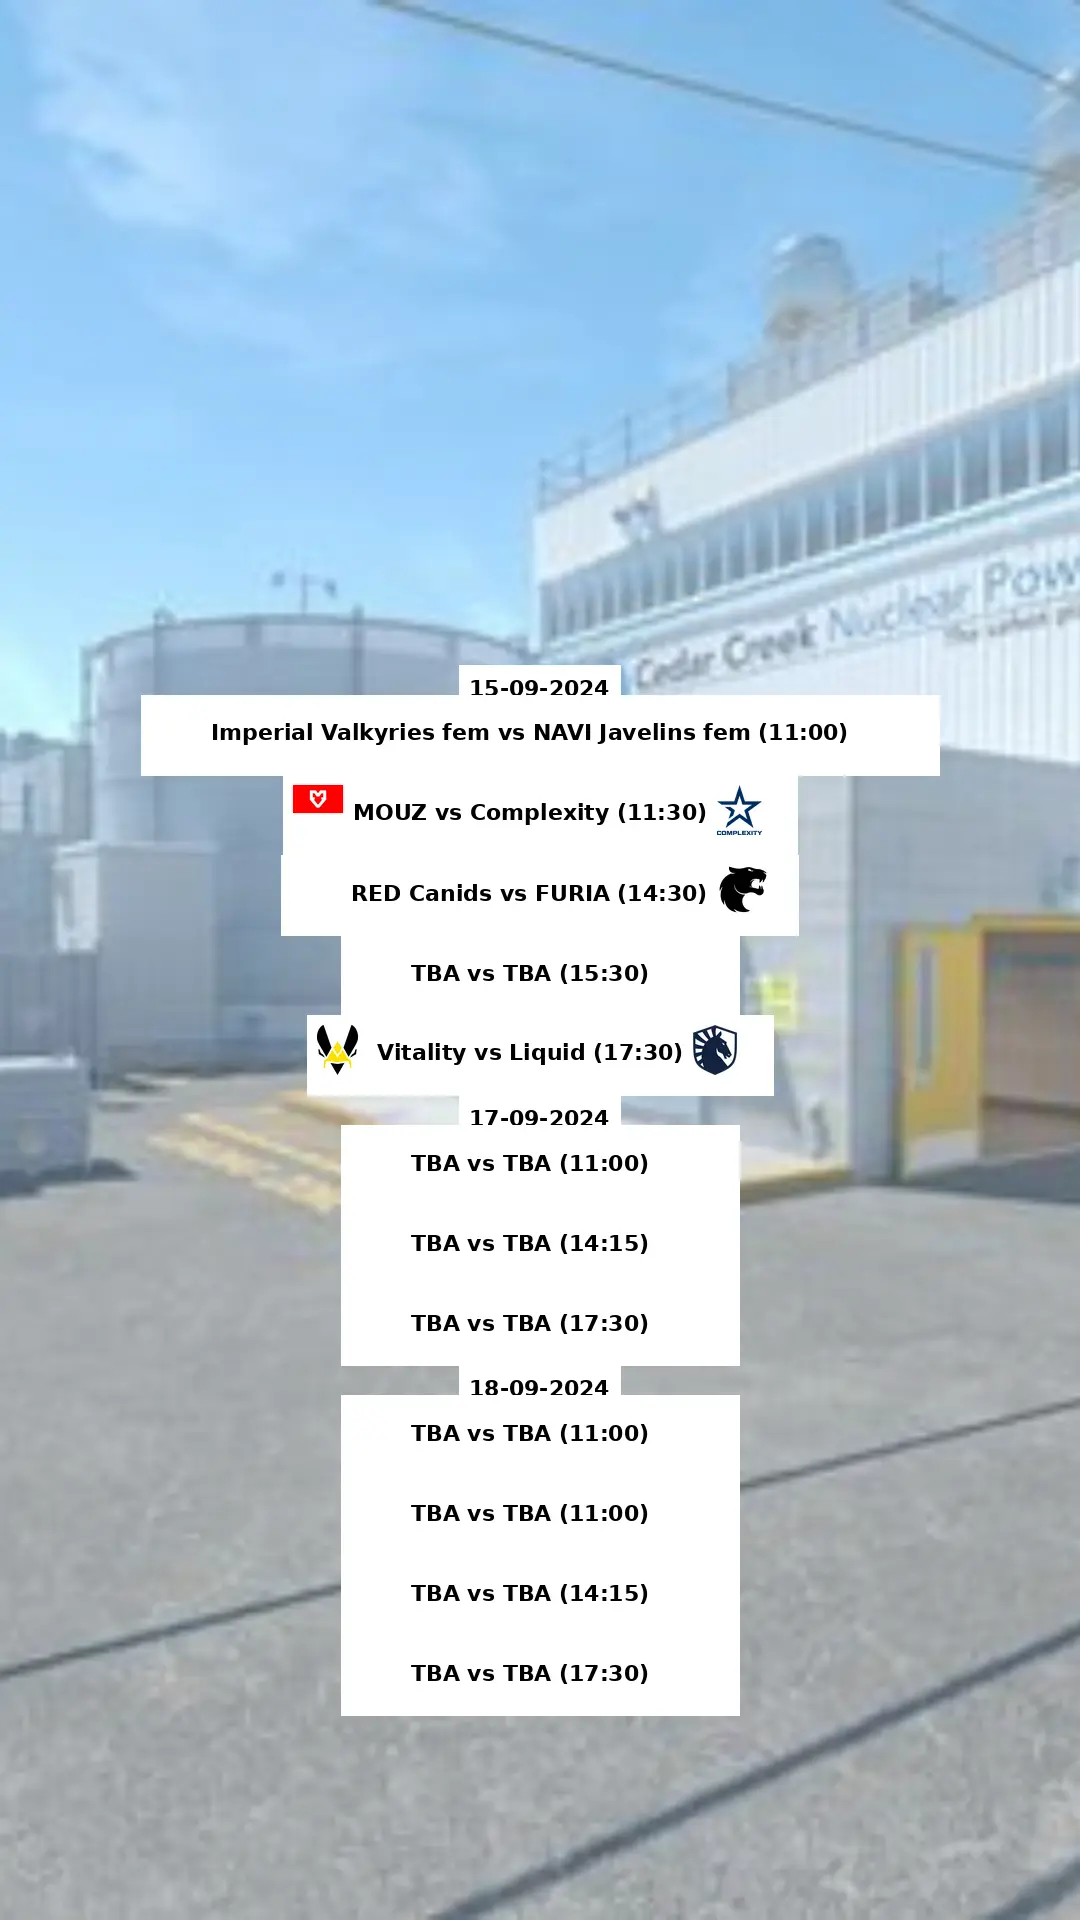 Cedar Creek Nuclear Pow
15-09-2024
Imperial Valkyries fem vs NAVI Javelins fem (11:00)
MOUZ vs Complexity (11:30)
COMPLEXITY
RED Canids vs FURIA (14:30)
TBA vs TBA (15:30)
Vitality vs Liquid (17:30)
17-09-2024
TBA vs TBA (11:00)
TBA vs TBA (14:15)
TBA vs TBA (17:30)
18-09-2024
TBA vs TBA (11:00)
TBA vs TBA (11:00)
TBA vs TBA (14:15)
TBA vs TBA (17:30)